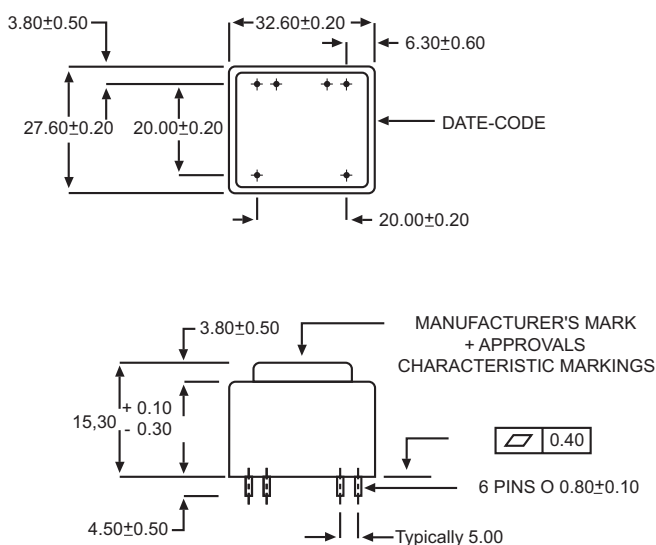 3.80±0.50
32.60±0.20
6.30±0.60
27.60±0.20
20.00±0.20
DATE-CODE
20.00±0.20
3.80±0.50
MANUFACTURER'S MARK
+ APPROVALS
CHARACTERISTIC MARKINGS
15,30 + 0.10
- 0.30
0.40
6 PINS O 0.80±0.10
4.50±0.50
Typically 5.00